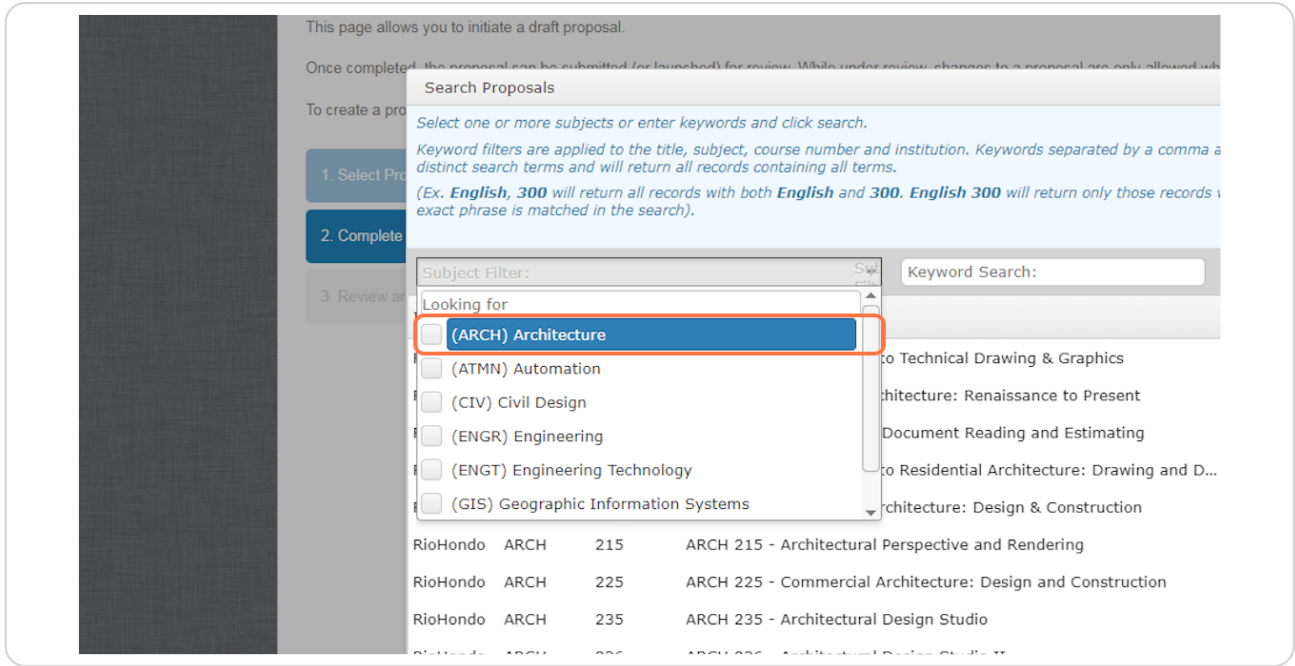 This page allows you to initiate a draft proposal.
Once completed, the proposal can be submitted (or launched) for review. While under review, changes to a proposal are only allowed
To create a
Search Proposals
Select one or more subjects or enter keywords and click search.
Keyword filters are applied to the title, subject, course number and institution. Keywords separated by a comma
distinct search terms and will return all records containing all terms.
(Ex. English, 300 will return all records with both English and 300. English 300 will return only those records
exact phrase is matched in the search).
1. Select
2. Complete
3. Review
Subject Filter:
Keyword Search:
Looking for
(ARCH) Architecture
(ATMN) Automation
(CIV) Civil Design
(ENGR) Engineering
(ENGT) Engineering Technology
(GIS) Geographic Information Systems
to Technical Drawing & Graphics
: Renaissance to Present
Document Reading and Estimating
to Residential Architecture: Drawing and D...
: Design & Construction
RioHondo ARCH 215 ARCH 215 - Architectural Perspective and Rendering
RioHondo ARCH 225 ARCH 225 - Commercial Architecture: Design and Construction
RioHondo ARCH 235 ARCH 235 - Architectural Design Studio